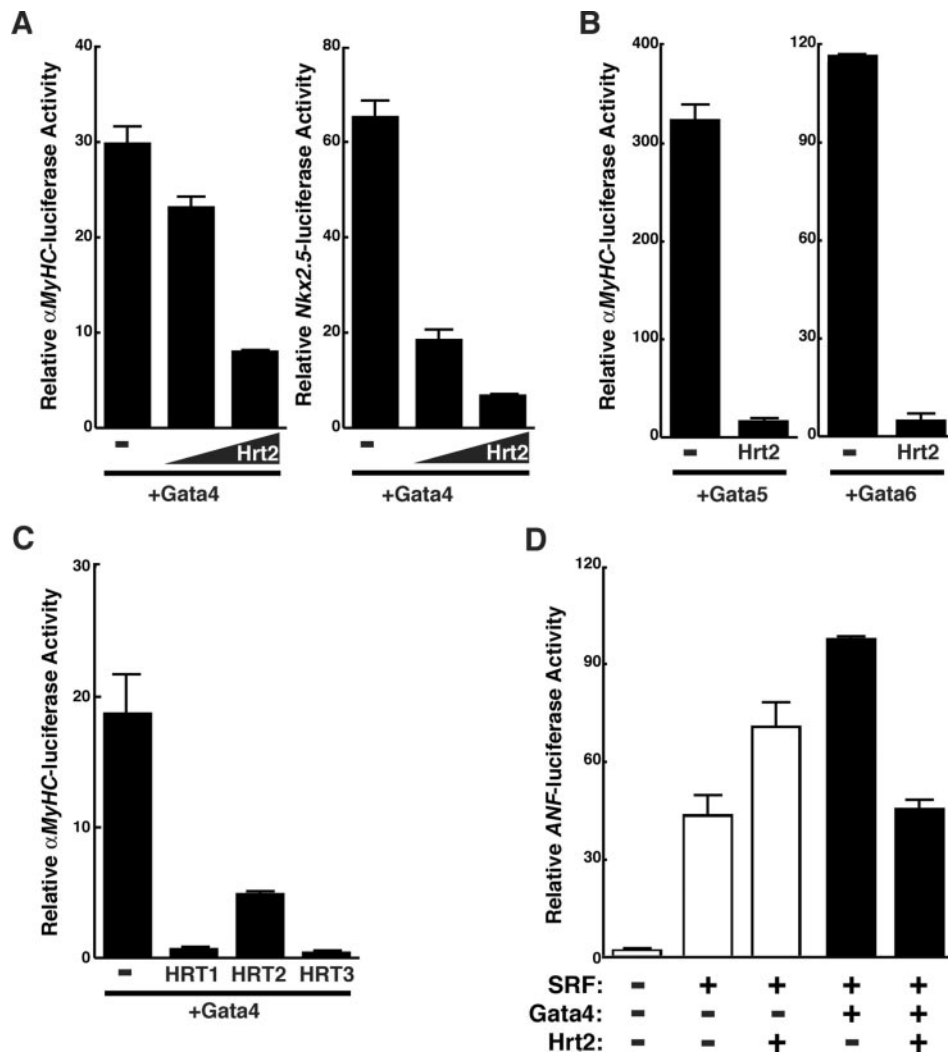 A
Relative αMyHC-luciferase Activity
40
30
20
10
0
-
Hrt2
+Gata4
Relative Nkx2.5-luciferase Activity
80
60
40
20
0
-
Hrt2
+Gata4
B
Relative αMyHC-luciferase Activity
400
300
200
100
0
- Hrt2
+Gata5
120
90
60
30
0
- Hrt2
+Gata6
C
Relative αMyHC-luciferase Activity
30
20
10
0
- HRT1 HRT2 HRT3
+Gata4
D
Relative ANF-luciferase Activity
120
90
60
30
0
SRF: - + + + +
Gata4: - - - + +
Hrt2: - - + - +